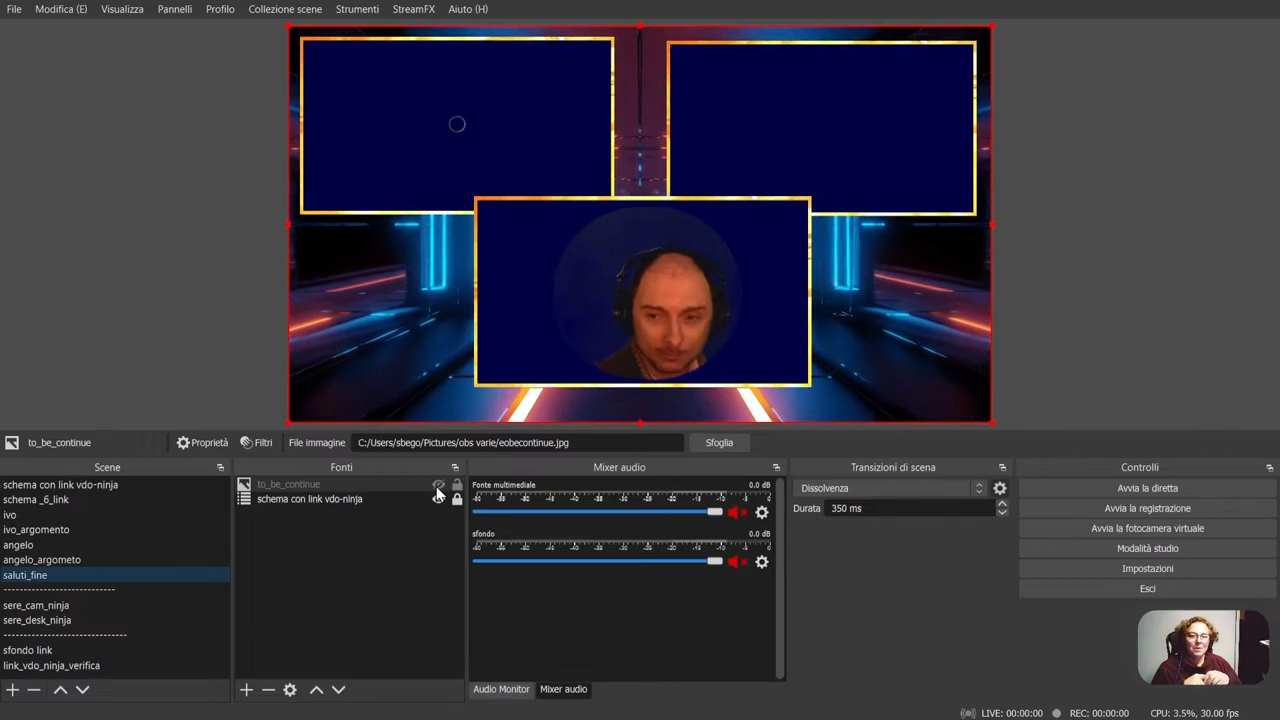 File Modifica (E) Visualizza Pannelli Profilo Collezione scene Strumenti StreamFX Aiuto (H)
to_be_continue Proprietà Filtri File immagine C:/Users/sbego/Pictures/obs varie/eobecontinue.jpg Sfoglia
Scene Fonti Mixer audio Transizioni di scena Controlli
schema con link vdo-ninja
schema _6_link
ivo
ivo_argomento
angelo
angelo_argometo
saluti_fine
----------------------------
sere_cam_ninja
sere_desk_ninja
-------------------------------
sfondo link
link_vdo_ninja_verifica
to_be_continue
schema con link vdo-ninja
Fonte multimediale 0.0 dB
sfondo 0.0 dB
Audio Monitor Mixer audio
Dissolvenza
Durata 350 ms
Avvia la diretta
Avvia la registrazione
Avvia la fotocamera virtuale
Modalità studio
Impostazioni
Esci
LIVE: 00:00:00 REC: 00:00:00 CPU: 3.5%, 30.00 fps